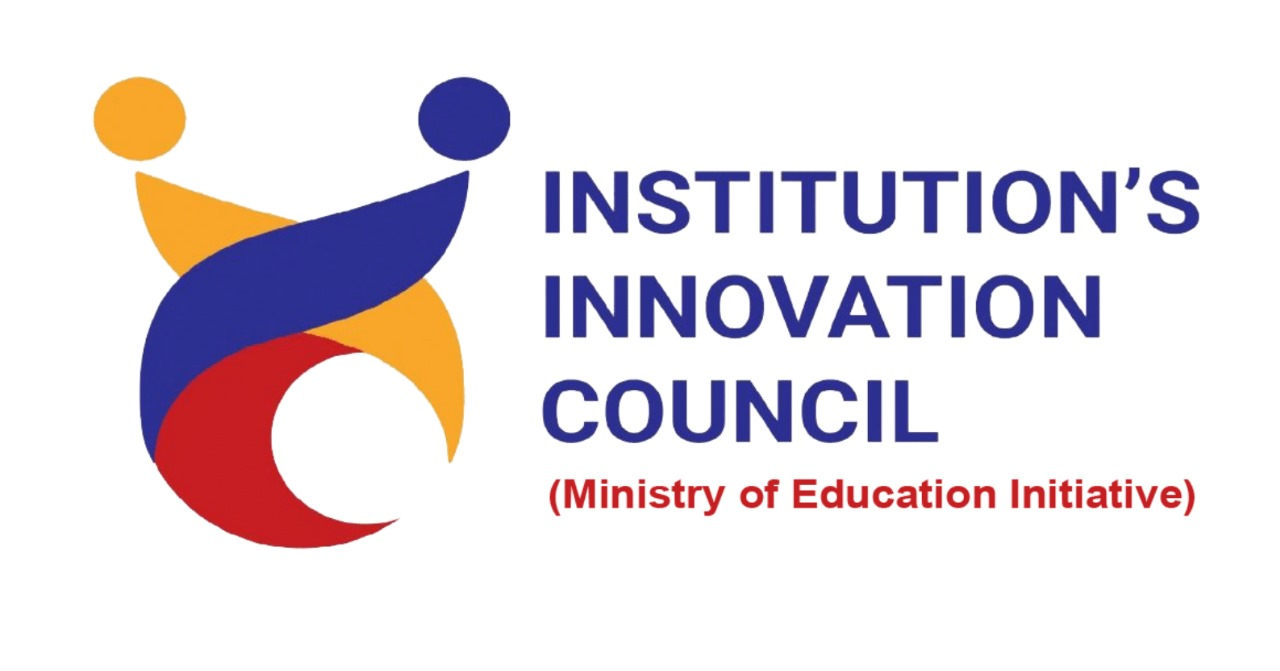 INSTITUTION’S
INNOVATION
COUNCIL
(Ministry of Education Initiative)